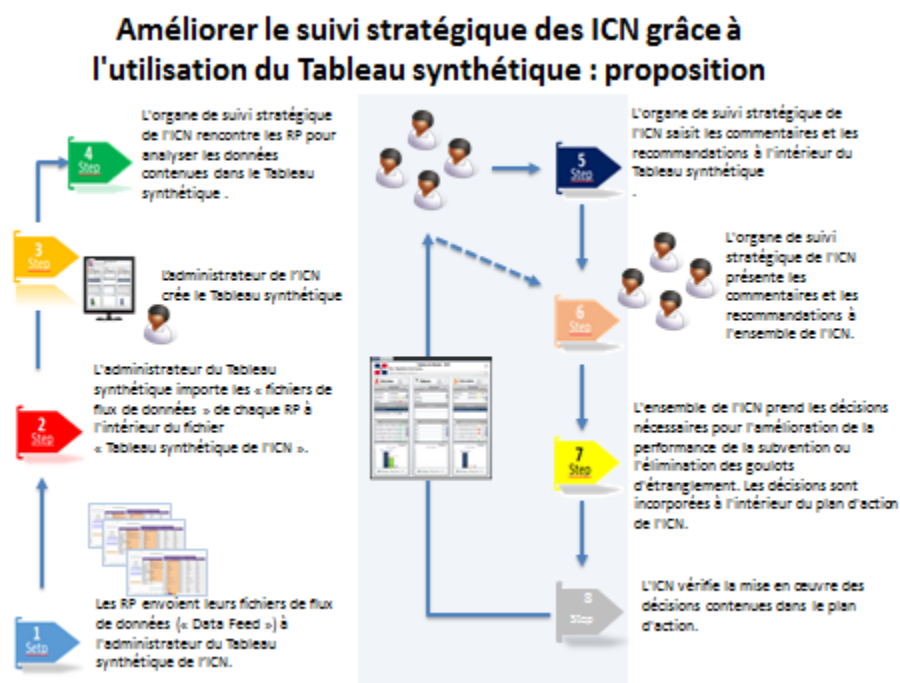 Améliorer le suivi stratégique des ICN grâce à
l'utilisation du Tableau synthétique : proposition
1
Setp
Les RP envoient leurs fichiers de flux
de données (« Data Feed ») à
l'administrateur du Tableau
synthétique de l'ICN.
2
Step
L'administrateur du Tableau
synthétique importe les « fichiers de
flux de données » de chaque RP à
l'intérieur du fichier
« Tableau synthétique de l'ICN ».
3
Step
L'administrateur de l'ICN
crée le Tableau synthétique
4
Step
L'organe de suivi stratégique
de l'ICN rencontre les RP pour
analyser les données
contenues dans le Tableau
synthétique .
5
Step
L'organe de suivi stratégique de
l'ICN saisit les commentaires et les
recommandations à l'intérieur du
Tableau synthétique
.
6
Step
L'organe de suivi
stratégique de l'ICN
présente les
commentaires et les
recommandations à
l'ensemble de l'ICN.
7
Step
L'ensemble de l'ICN prend les décisions
nécessaires pour l'amélioration de la
performance de la subvention ou
l'élimination des goulots
d'étranglement. Les décisions sont
incorporées à l'intérieur du plan d'action
de l'ICN.
8
Step
L'ICN vérifie la mise en œuvre des
décisions contenues dans le plan
d'action.